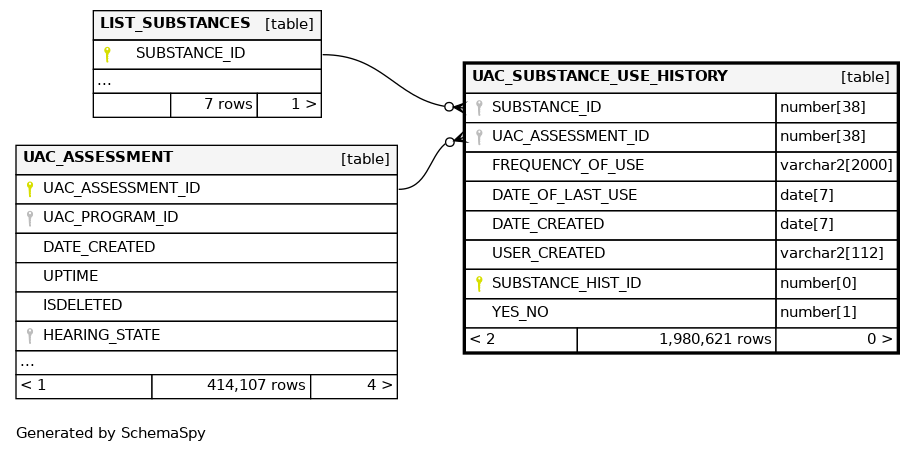 LIST_SUBSTANCES [table]
SUBSTANCE_ID
...
7 rows 1 >
UAC_ASSESSMENT [table]
UAC_ASSESSMENT_ID
UAC_PROGRAM_ID
DATE_CREATED
UPTIME
ISDELETED
HEARING_STATE
...
< 1 414,107 rows 4 >
UAC_SUBSTANCE_USE_HISTORY [table]
SUBSTANCE_ID number[38]
UAC_ASSESSMENT_ID number[38]
FREQUENCY_OF_USE varchar2[2000]
DATE_OF_LAST_USE date[7]
DATE_CREATED date[7]
USER_CREATED varchar2[112]
SUBSTANCE_HIST_ID number[0]
YES_NO number[1]
< 2 1,980,621 rows 0 >
Generated by SchemaSpy